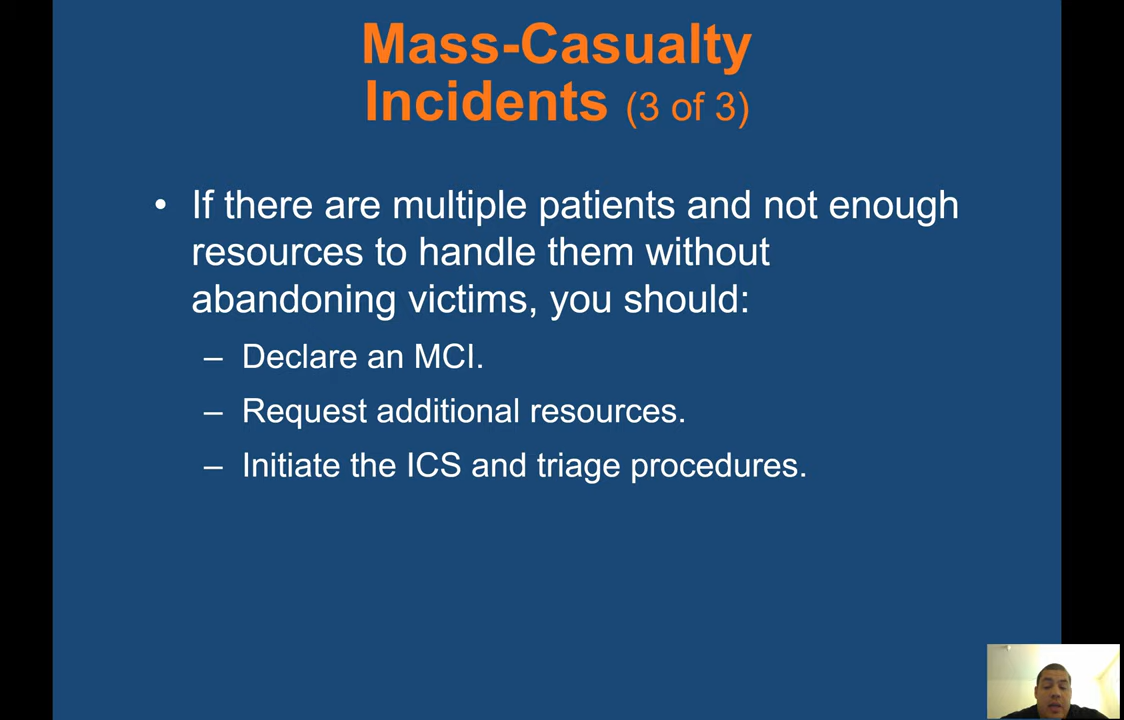 Mass-Casualty
Incidents (3 of 3)
• If there are multiple patients and not enough
resources to handle them without
abandoning victims, you should:
– Declare an MCI.
– Request additional resources.
– Initiate the ICS and triage procedures.